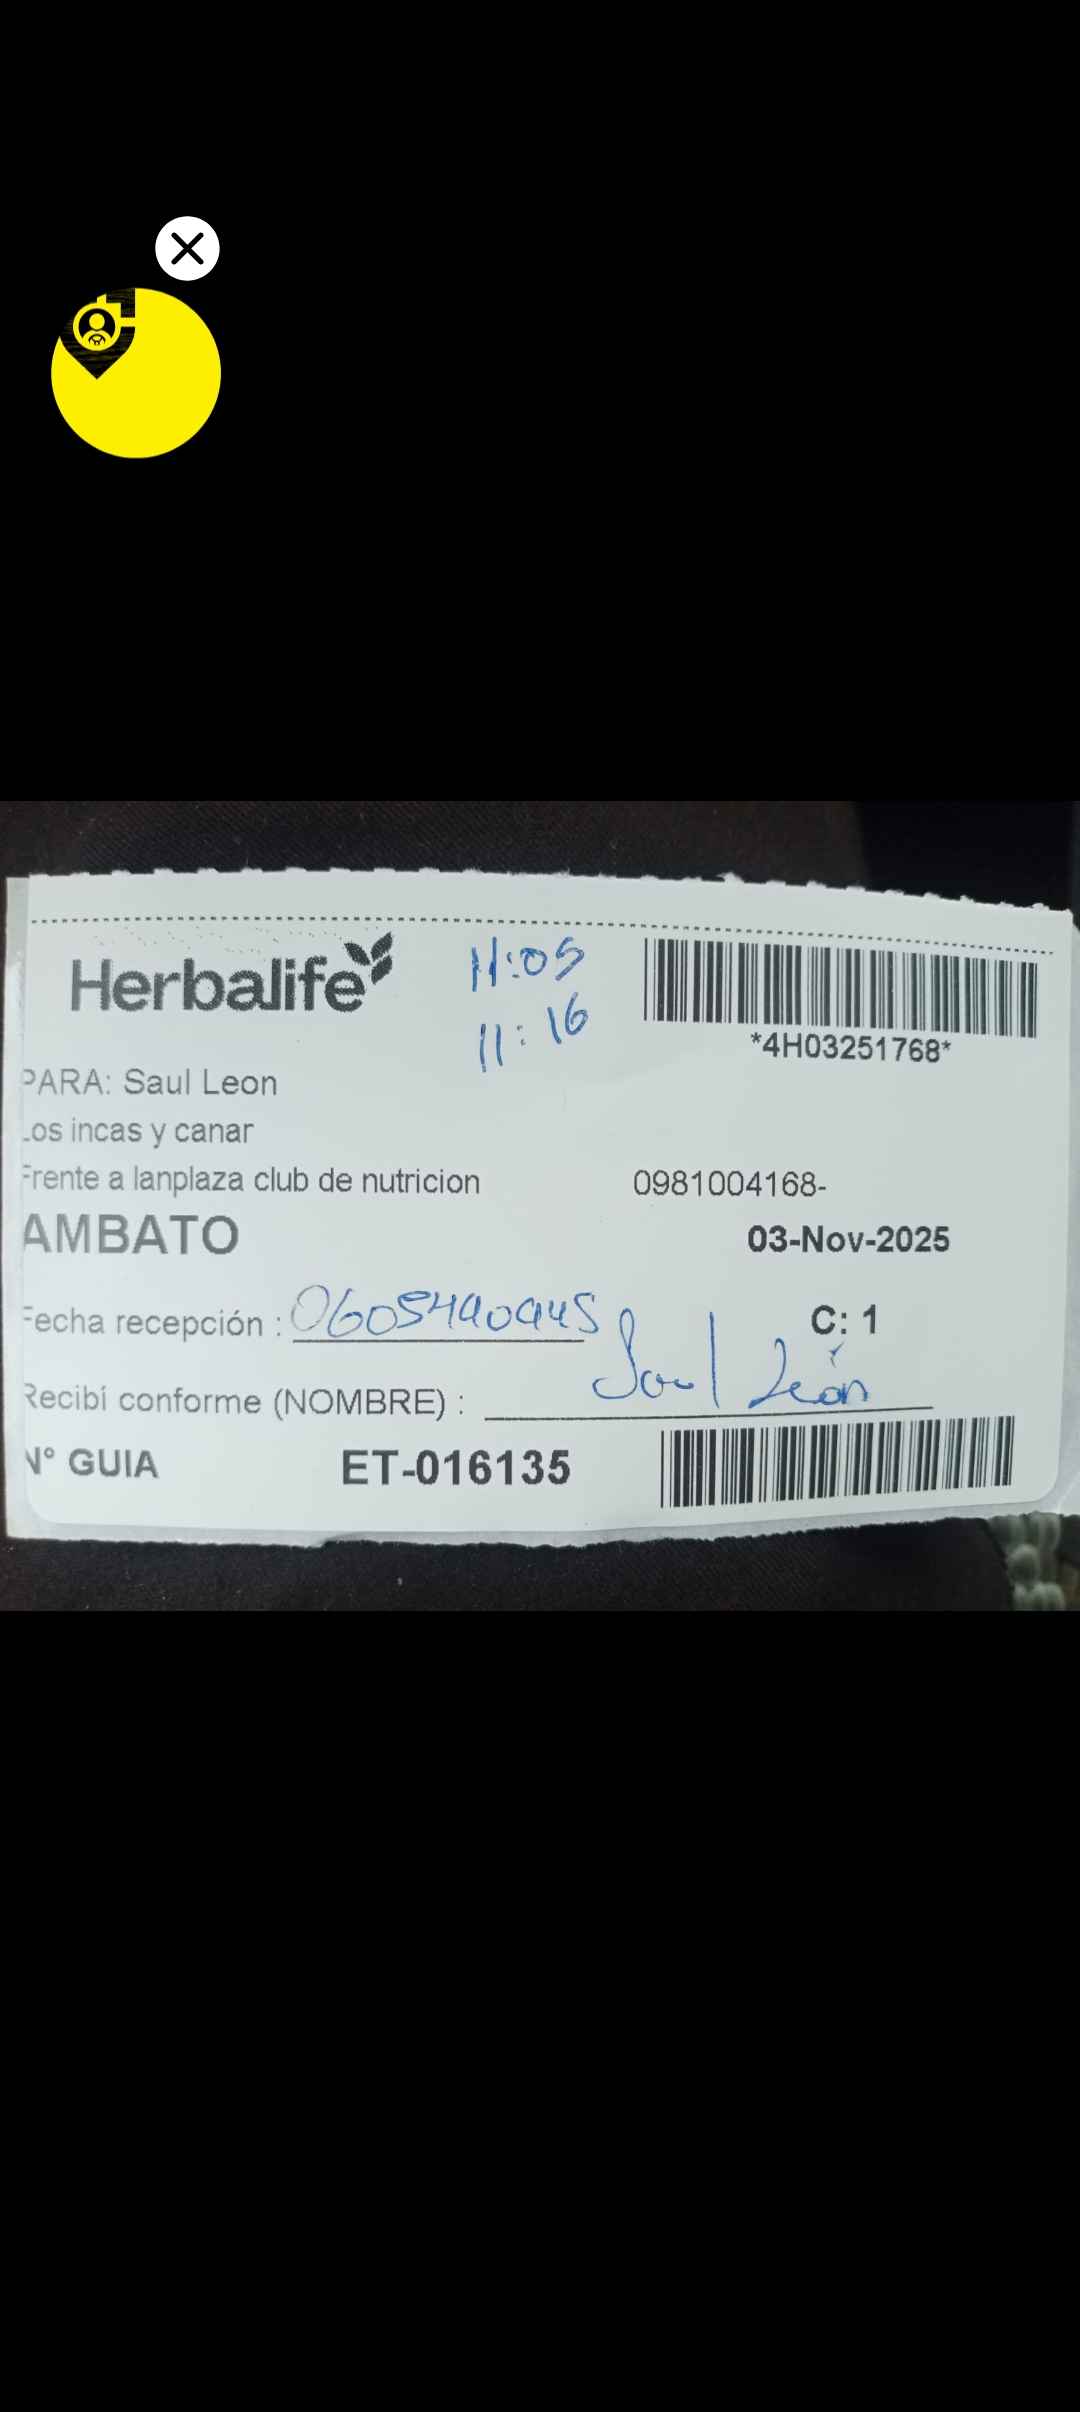 Herbalife
11:05
11:16
*4H03251768*
PARA: Saul Leon
Los incas y canar
Frente a lanplaza club de nutricion 0981004168-
AMBATO 03-Nov-2025
Fecha recepción : 0605440945 C: 1
Recibí conforme (NOMBRE) : Saul León
N° GUIA ET-016135